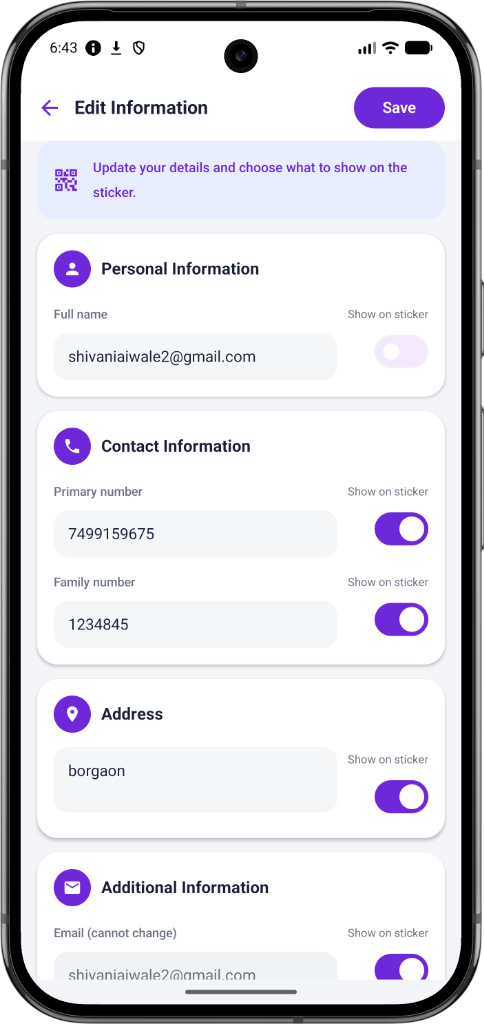 6:43
Edit Information
Save
Update your details and choose what to show on the
sticker.
Personal Information
Full name
Show on sticker
shivaniaiwale2@gmail.com
Contact Information
Primary number
Show on sticker
7499159675
Family number
Show on sticker
1234845
Address
Show on sticker
borgaon
Additional Information
Email (cannot change)
Show on sticker
shivaniaiwale2@gmail.com